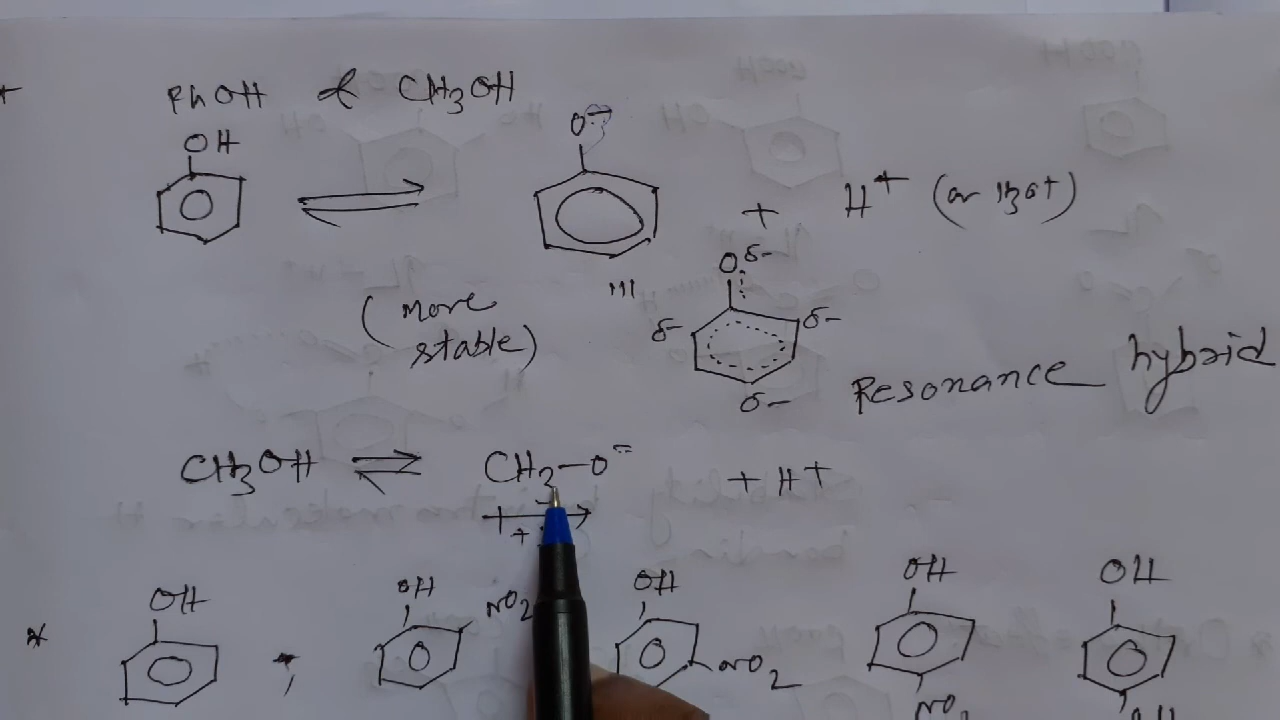 PhOH & CH3OH
OH
O−
+ H+ (or H3O+)
(more
stable)
Oδ-
δ-
δ-
δ-
Resonance hybrid
CH3OH ⇌ CH3-O− + H+
+
* OH
, OH
NO2
OH
NO2
OH
NO2
OH